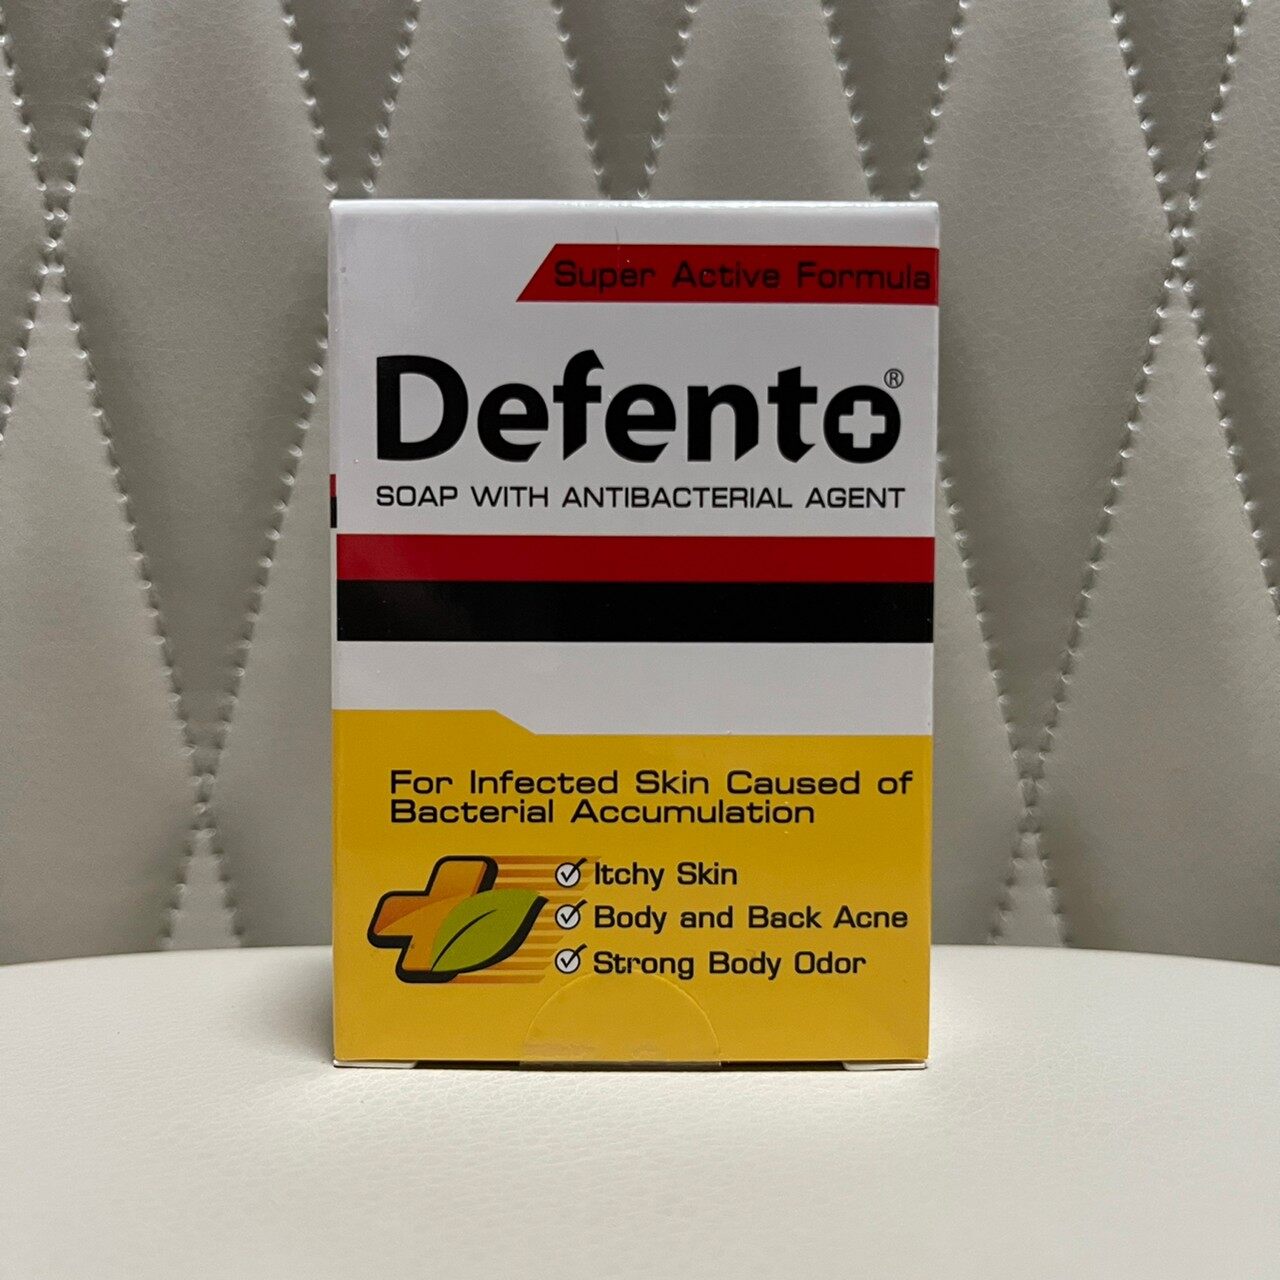 Super Active Formula
Defento®
SOAP WITH ANTIBACTERIAL AGENT
For Infected Skin Caused of
Bacterial Accumulation
Itchy Skin
Body and Back Acne
Strong Body Odor